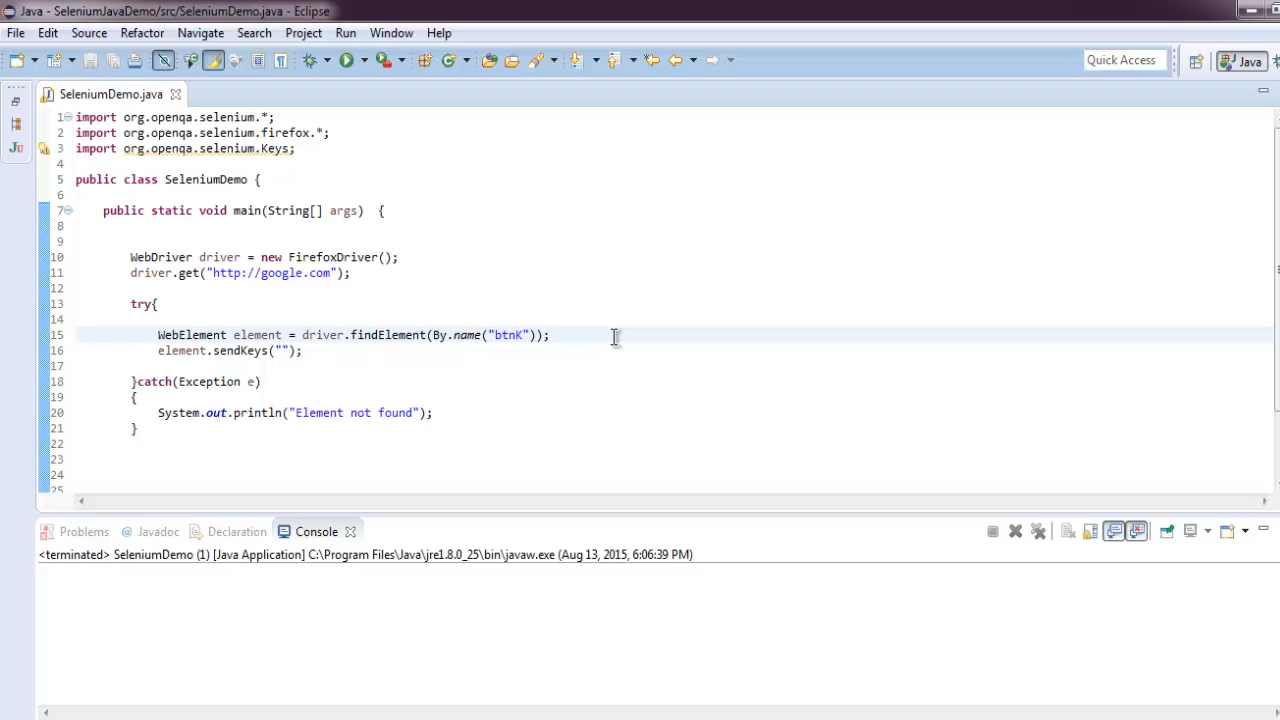 Java - SeleniumJavaDemo/src/SeleniumDemo.java - Eclipse
File Edit Source Refactor Navigate Search Project Run Window Help
Quick Access
Java
SeleniumDemo.java
1 import org.openqa.selenium.*;
2 import org.openqa.selenium.firefox.*;
3 import org.openqa.selenium.Keys;
4
5 public class SeleniumDemo {
6
7 public static void main(String[] args) {
8
9
10 WebDriver driver = new FirefoxDriver();
11 driver.get("http://google.com");
12
13 try{
14
15 WebElement element = driver.findElement(By.name("btnK"));
16 element.sendKeys("");
17
18 }catch(Exception e)
19 {
20 System.out.println("Element not found");
21 }
22
23
24
25
Ju
Problems @ Javadoc Declaration Console
<terminated> SeleniumDemo (1) [Java Application] C:\Program Files\Java\jre1.8.0_25\bin\javaw.exe (Aug 13, 2015, 6:06:39 PM)